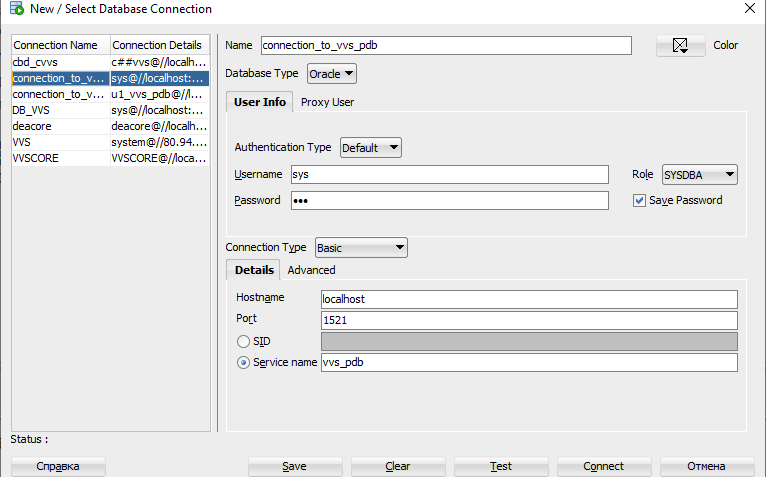 New / Select Database Connection
Connection Name Connection Details
cbd_cvvs c##vvs@//localh...
connection_to_v... sys@//localhost:...
connection_to_v... u1_vvs_pdb@//l...
DB_VVS sys@//localhost:...
deacore deacore@//localh...
VVS system@//80.94....
VVSCORE VVSCORE@//loca...
Name connection_to_vvs_pdb Color
Database Type Oracle
User Info Proxy User
Authentication Type Default
Username sys Role SYSDBA
Password ••• Save Password
Connection Type Basic
Details Advanced
Hostname localhost
Port 1521
SID
Service name vvs_pdb
Status :
Справка Save Clear Test Connect Отмена